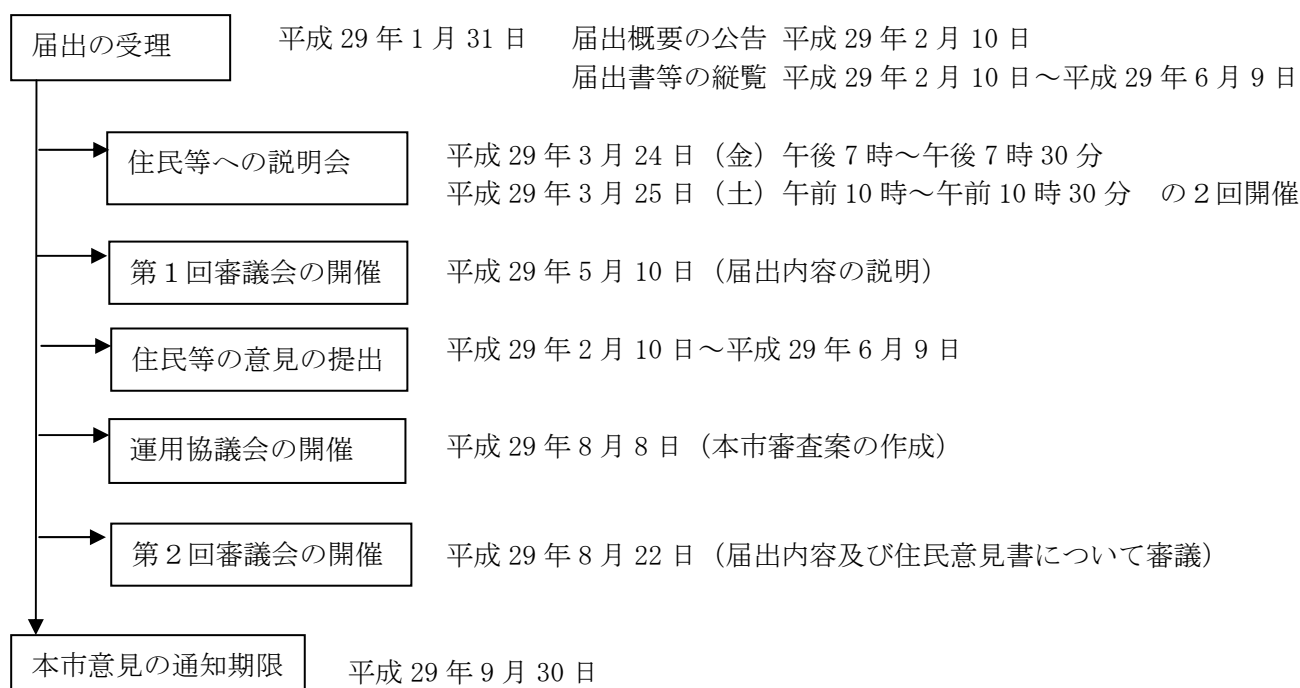 届出の受理　平成 29 年 1 月 31 日　届出概要の公告 平成 29 年 2 月 10 日
届出書等の縦覧 平成 29 年 2 月 10 日～平成 29 年 6 月 9 日
住民等への説明会　平成 29 年 3 月 24 日（金）午後 7 時～午後 7 時 30 分
平成 29 年 3 月 25 日（土）午前 10 時～午前 10 時 30 分　の２回開催
第１回審議会の開催　平成 29 年 5 月 10 日（届出内容の説明）
住民等の意見の提出　平成 29 年 2 月 10 日～平成 29 年 6 月 9 日
運用協議会の開催　平成 29 年 8 月 8 日（本市審査案の作成）
第２回審議会の開催　平成 29 年 8 月 22 日（届出内容及び住民意見書について審議）
本市意見の通知期限　平成 29 年 9 月 30 日